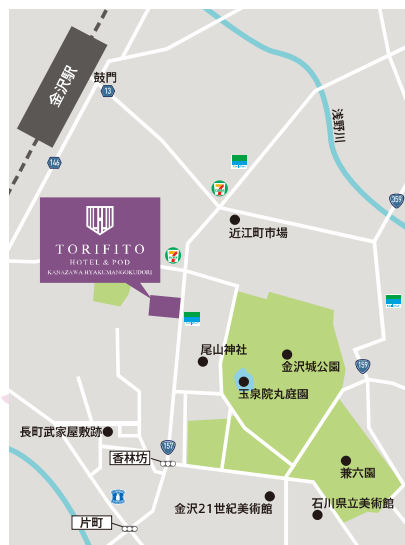 金沢駅
鼓門
13
146
浅野川
7
359
近江町市場
7
TORIFITO
HOTEL & POD
KANAZAWA HYAKUMANGOKUDORI
尾山神社
金沢城公園
159
玉泉院丸庭園
長町武家屋敷跡
157
香林坊
兼六園
金沢21世紀美術館
石川県立美術館
片町